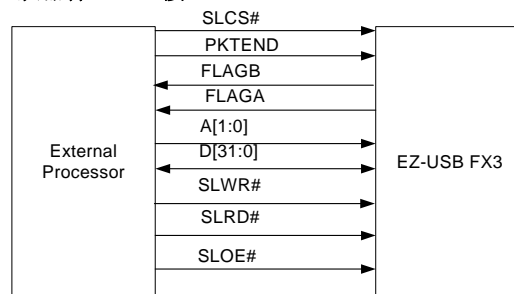 SLCS#
PKTEND
FLAGB
FLAGA
A[1:0]
D[31:0]
SLWR#
SLRD#
SLOE#
External
Processor
EZ-USB FX3